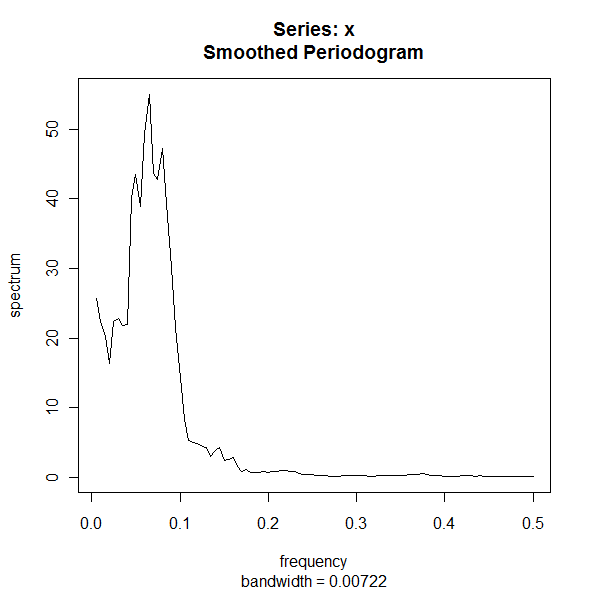 Series: x
Smoothed Periodogram
spectrum
50
40
30
20
10
0
0.0 0.1 0.2 0.3 0.4 0.5
frequency
bandwidth = 0.00722